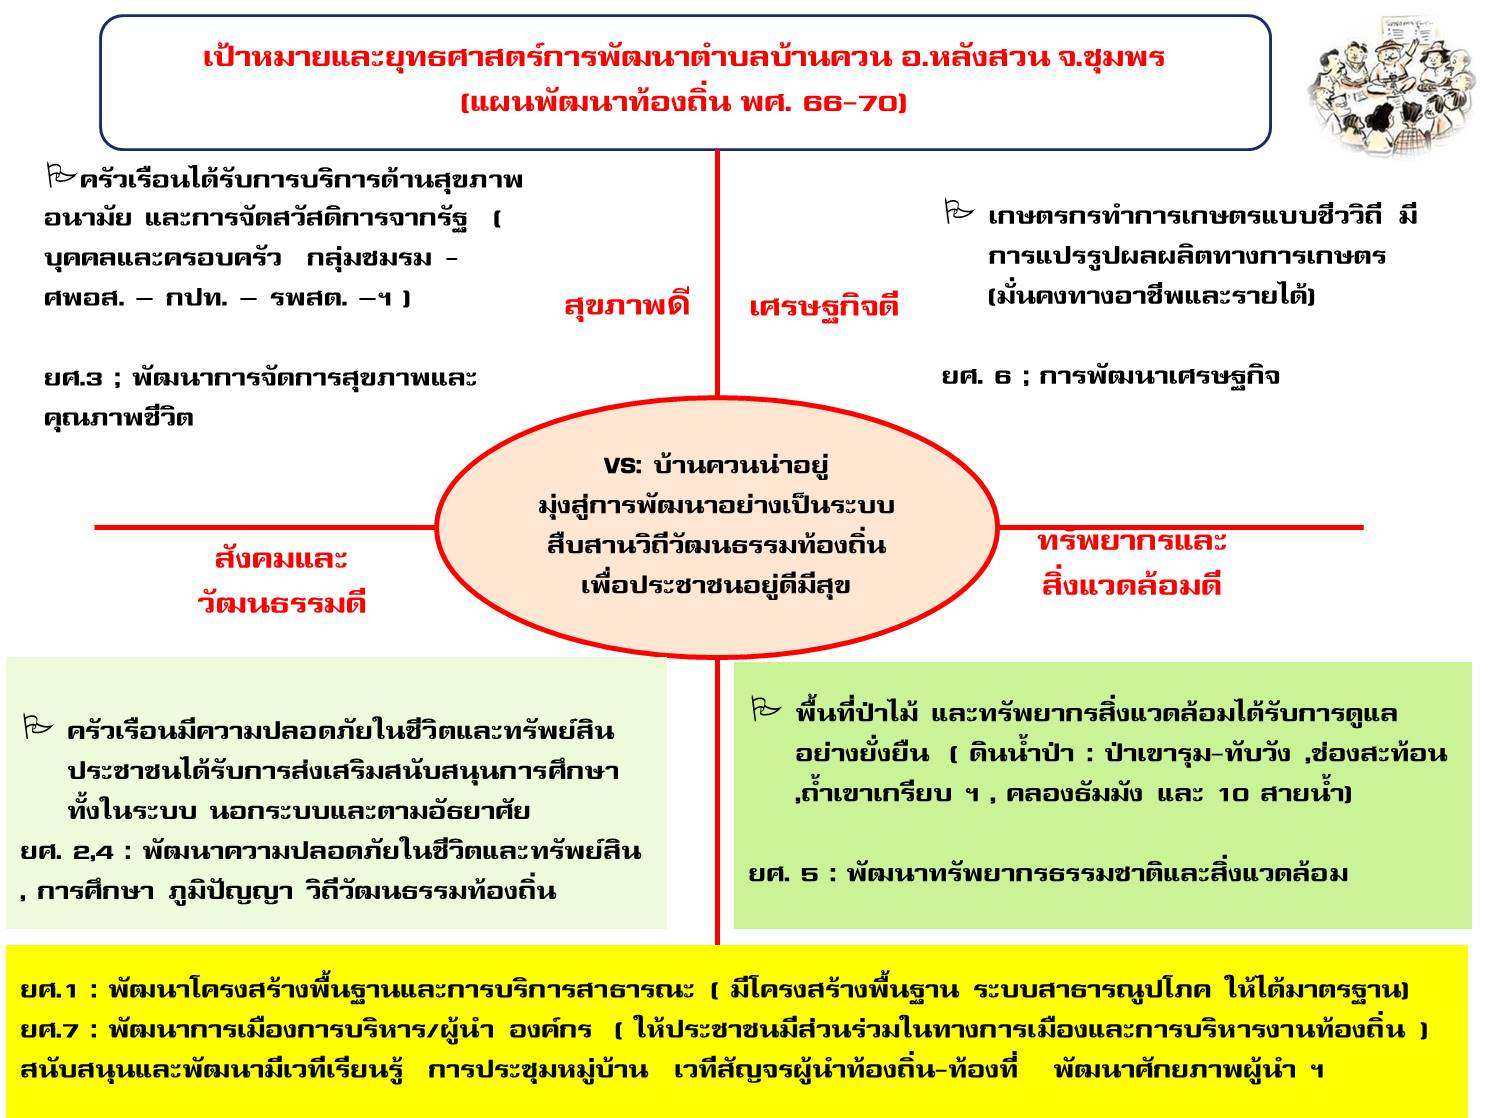 เป้าหมายและยุทธศาสตร์การพัฒนาตำบลบ้านควน อ.หลังสวน จ.ชุมพร
(แผนพัฒนาท้องถิ่น พศ. 66-70)
ครัวเรือนได้รับการบริการด้านสุขภาพ
อนามัย และการจัดสวัสดิการจากรัฐ (
บุคคลและครอบครัว กลุ่มชมรม -
ศพอส. – กปท. – รพสต. –ฯ )
ยศ.3 ; พัฒนาการจัดการสุขภาพและ
คุณภาพชีวิต
สุขภาพดี
เศรษฐกิจดี
เกษตรกรทำการเกษตรแบบชีววิถี มี
การแปรรูปผลผลิตทางการเกษตร
(มั่นคงทางอาชีพและรายได้)
ยศ. 6 ; การพัฒนาเศรษฐกิจ
VS: บ้านควนน่าอยู่
มุ่งสู่การพัฒนาอย่างเป็นระบบ
สืบสานวิถีวัฒนธรรมท้องถิ่น
เพื่อประชาชนอยู่ดีมีสุข
สังคมและ
วัฒนธรรมดี
ทรัพยากรและ
สิ่งแวดล้อมดี
ครัวเรือนมีความปลอดภัยในชีวิตและทรัพย์สิน
ประชาชนได้รับการส่งเสริมสนับสนุนการศึกษา
ทั้งในระบบ นอกระบบและตามอัธยาศัย
ยศ. 2,4 : พัฒนาความปลอดภัยในชีวิตและทรัพย์สิน
, การศึกษา ภูมิปัญญา วิถีวัฒนธรรมท้องถิ่น
พื้นที่ป่าไม้ และทรัพยากรสิ่งแวดล้อมได้รับการดูแล
อย่างยั่งยืน ( ดินน้ำป่า : ป่าเขารุม-ทับวัง ,ช่องสะท้อน
,ถ้ำเขาเกรียบ ฯ , คลองธัมมัง และ 10 สายน้ำ)
ยศ. 5 : พัฒนาทรัพยากรธรรมชาติและสิ่งแวดล้อม
ยศ.1 : พัฒนาโครงสร้างพื้นฐานและการบริการสาธารณะ ( มีโครงสร้างพื้นฐาน ระบบสาธารณูปโภค ให้ได้มาตรฐาน)
ยศ.7 : พัฒนาการเมืองการบริหาร/ผู้นำ องค์กร ( ให้ประชาชนมีส่วนร่วมในทางการเมืองและการบริหารงานท้องถิ่น )
สนับสนุนและพัฒนามีเวทีเรียนรู้ การประชุมหมู่บ้าน เวทีสัญจรผู้นำท้องถิ่น-ท้องที่ พัฒนาศักยภาพผู้นำ ฯ